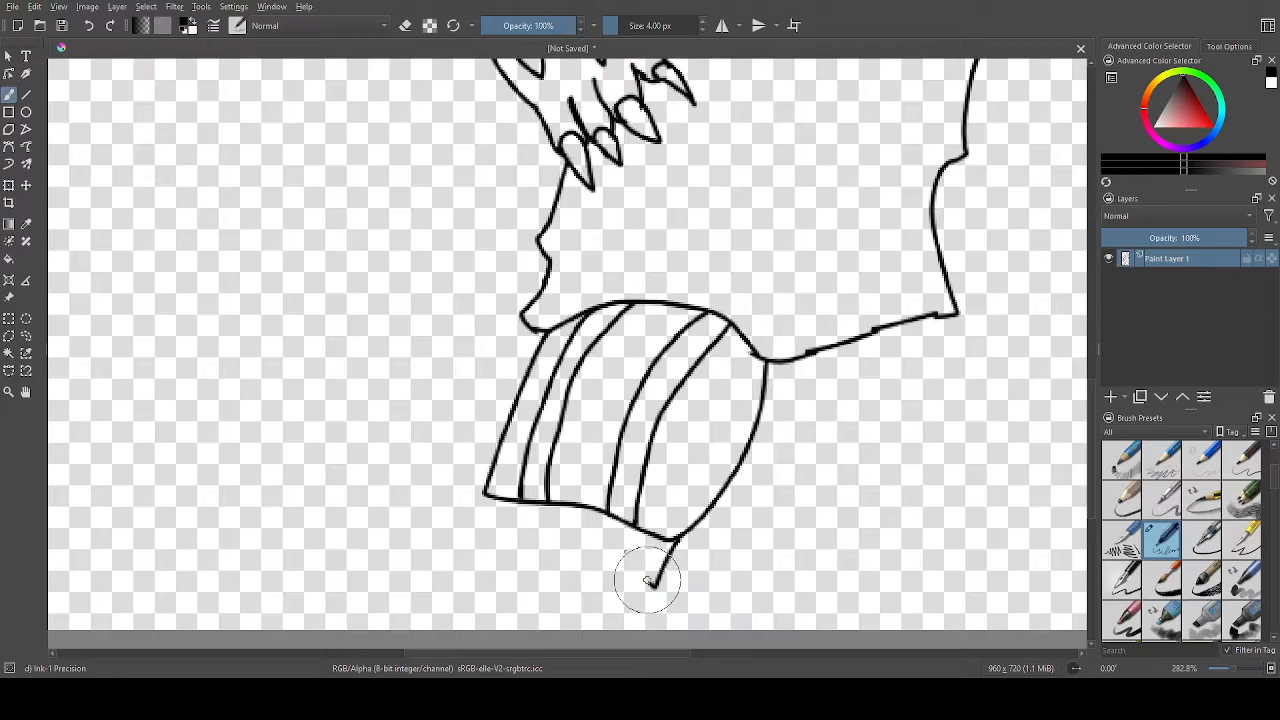 File Edit View Image Layer Select Filter Tools Settings Window Help
Normal Opacity: 100% Size: 4.00 px
[Not Saved] *
Advanced Color Selector Tool Options
Advanced Color Selector
Layers
Normal
Opacity: 100%
Paint Layer 1
Brush Presets
All Tag
Search Filter in Tag
d) Ink-1 Precision RGB/Alpha (8-bit integer/channel) sRGB-elle-V2-srgbtrc.icc 960 x 720 (1.1 MiB) 0.00° 282.8%